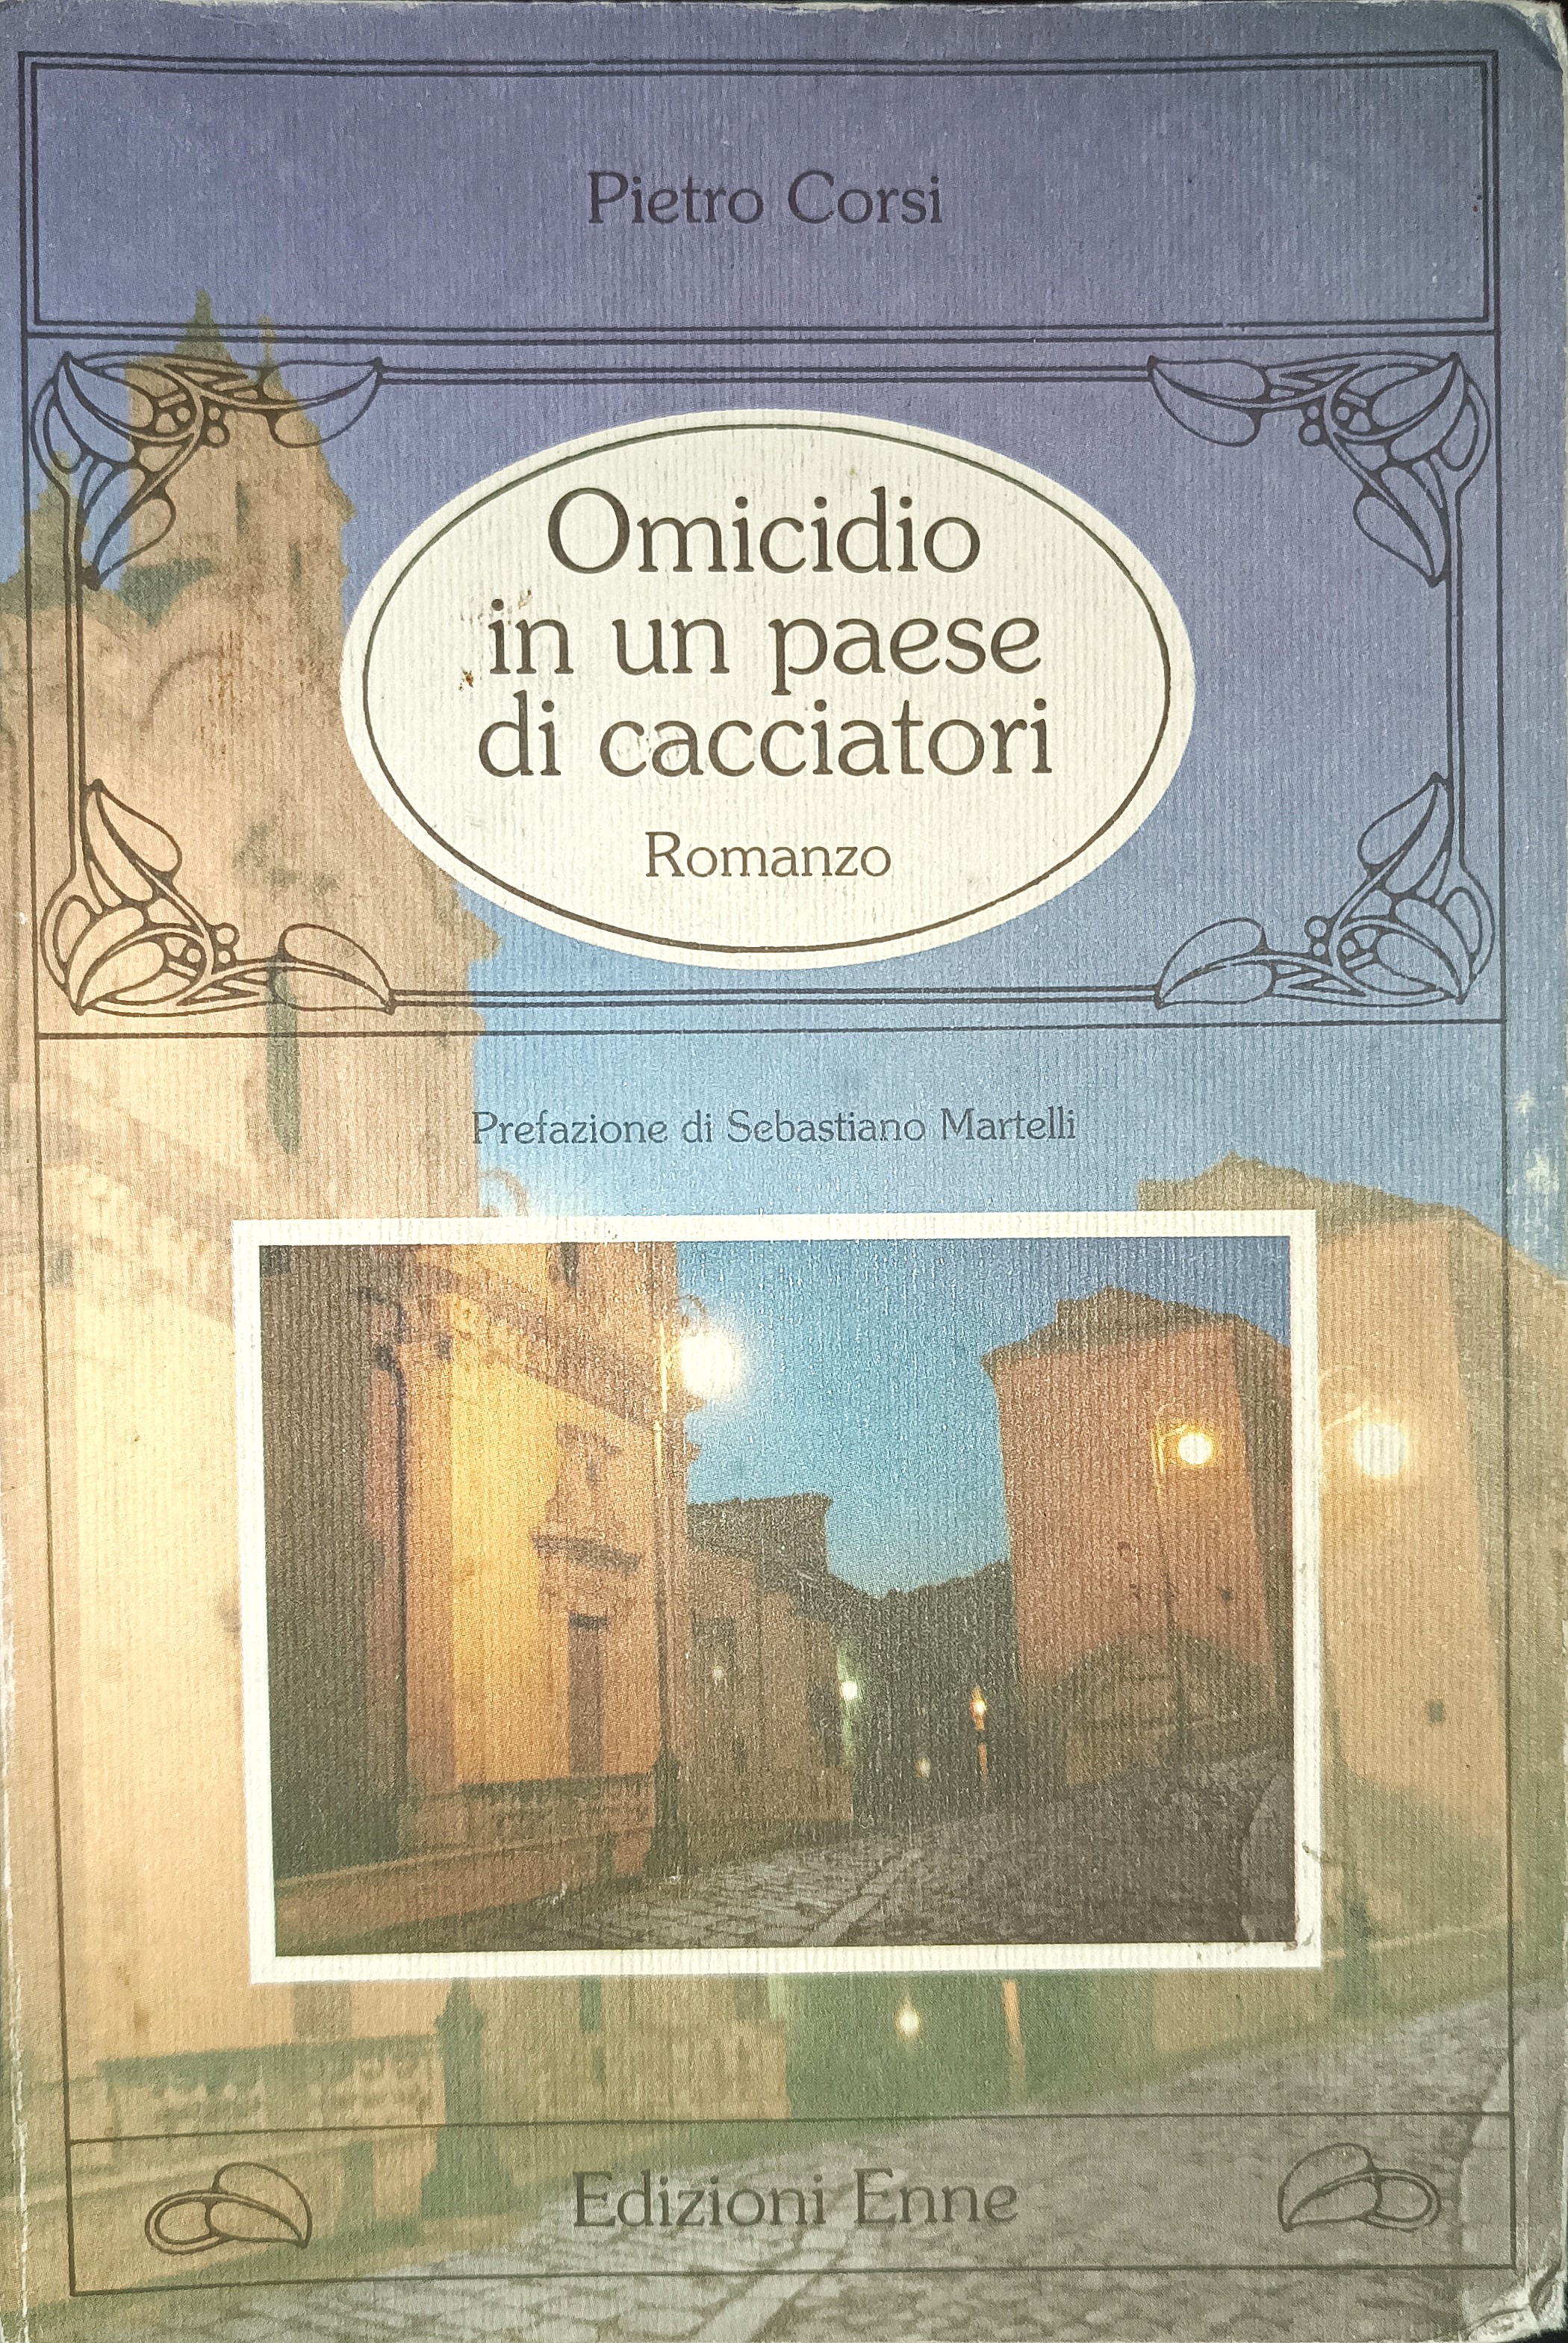 Pietro Corsi
Omicidio
in un paese
di cacciatori
Romanzo
Prefazione di Sebastiano Martelli
Edizioni Enne